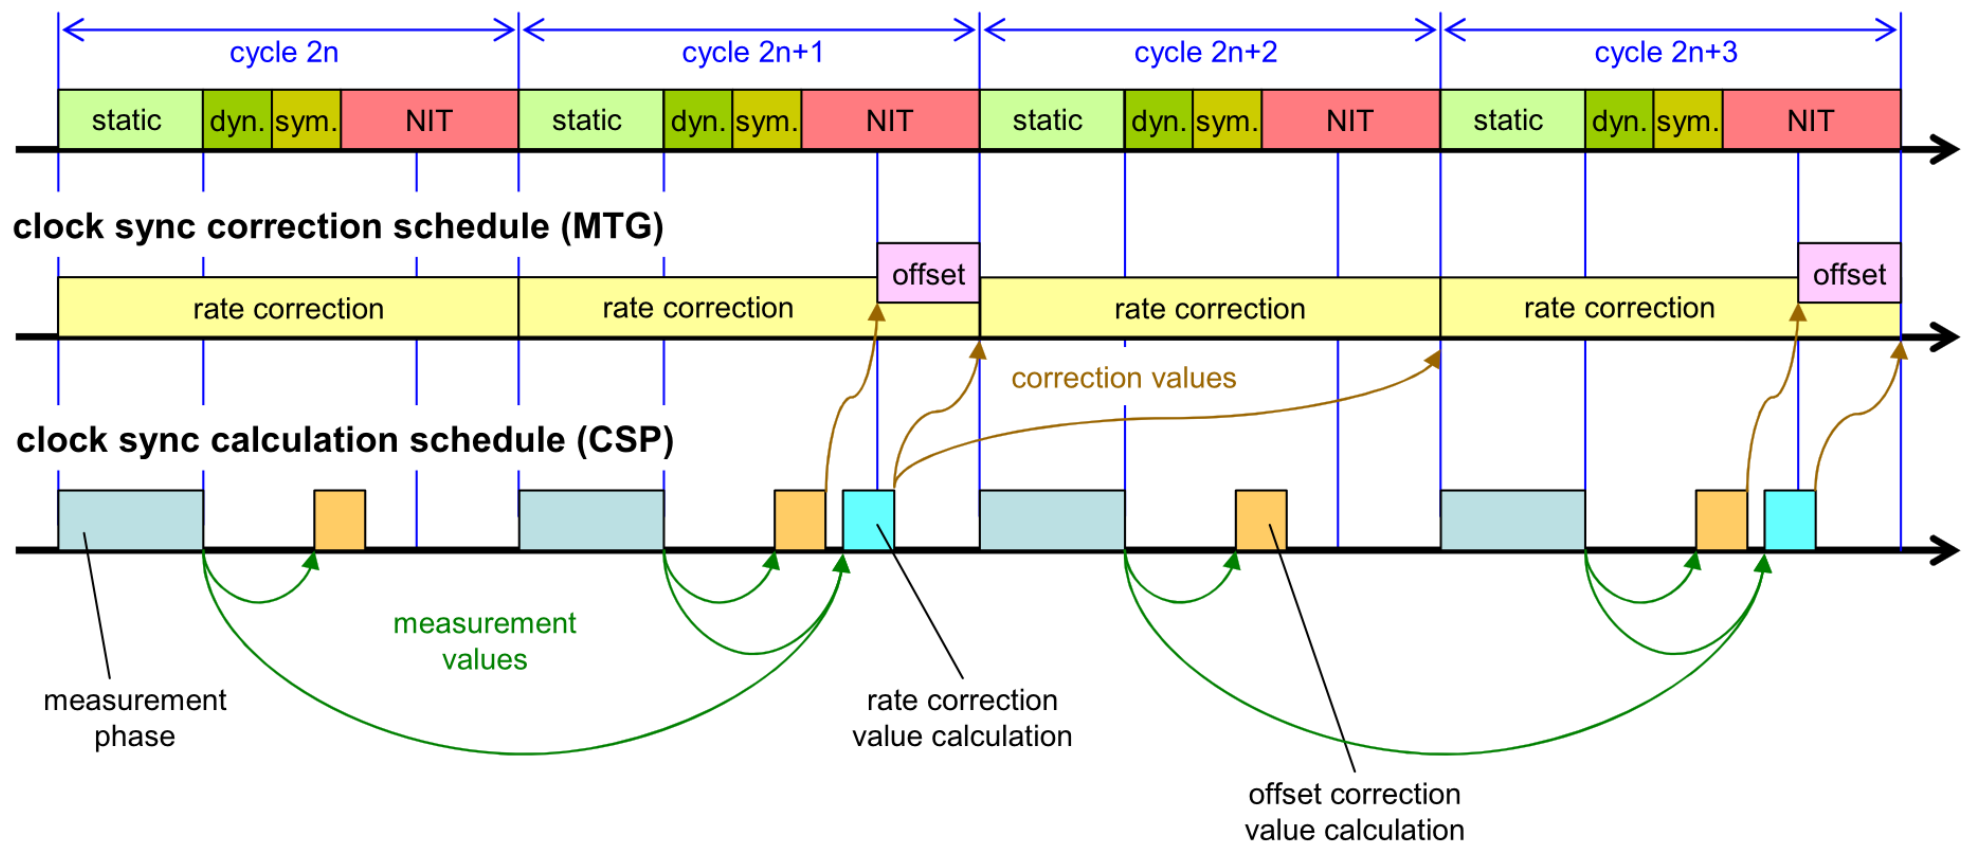 cycle 2n
cycle 2n+1
cycle 2n+2
cycle 2n+3
static
dyn.
sym.
NIT
static
dyn.
sym.
NIT
static
dyn.
sym.
NIT
static
dyn.
sym.
NIT
clock sync correction schedule (MTG)
offset
offset
rate correction
rate correction
rate correction
rate correction
correction values
clock sync calculation schedule (CSP)
measurement
values
measurement
phase
rate correction
value calculation
offset correction
value calculation